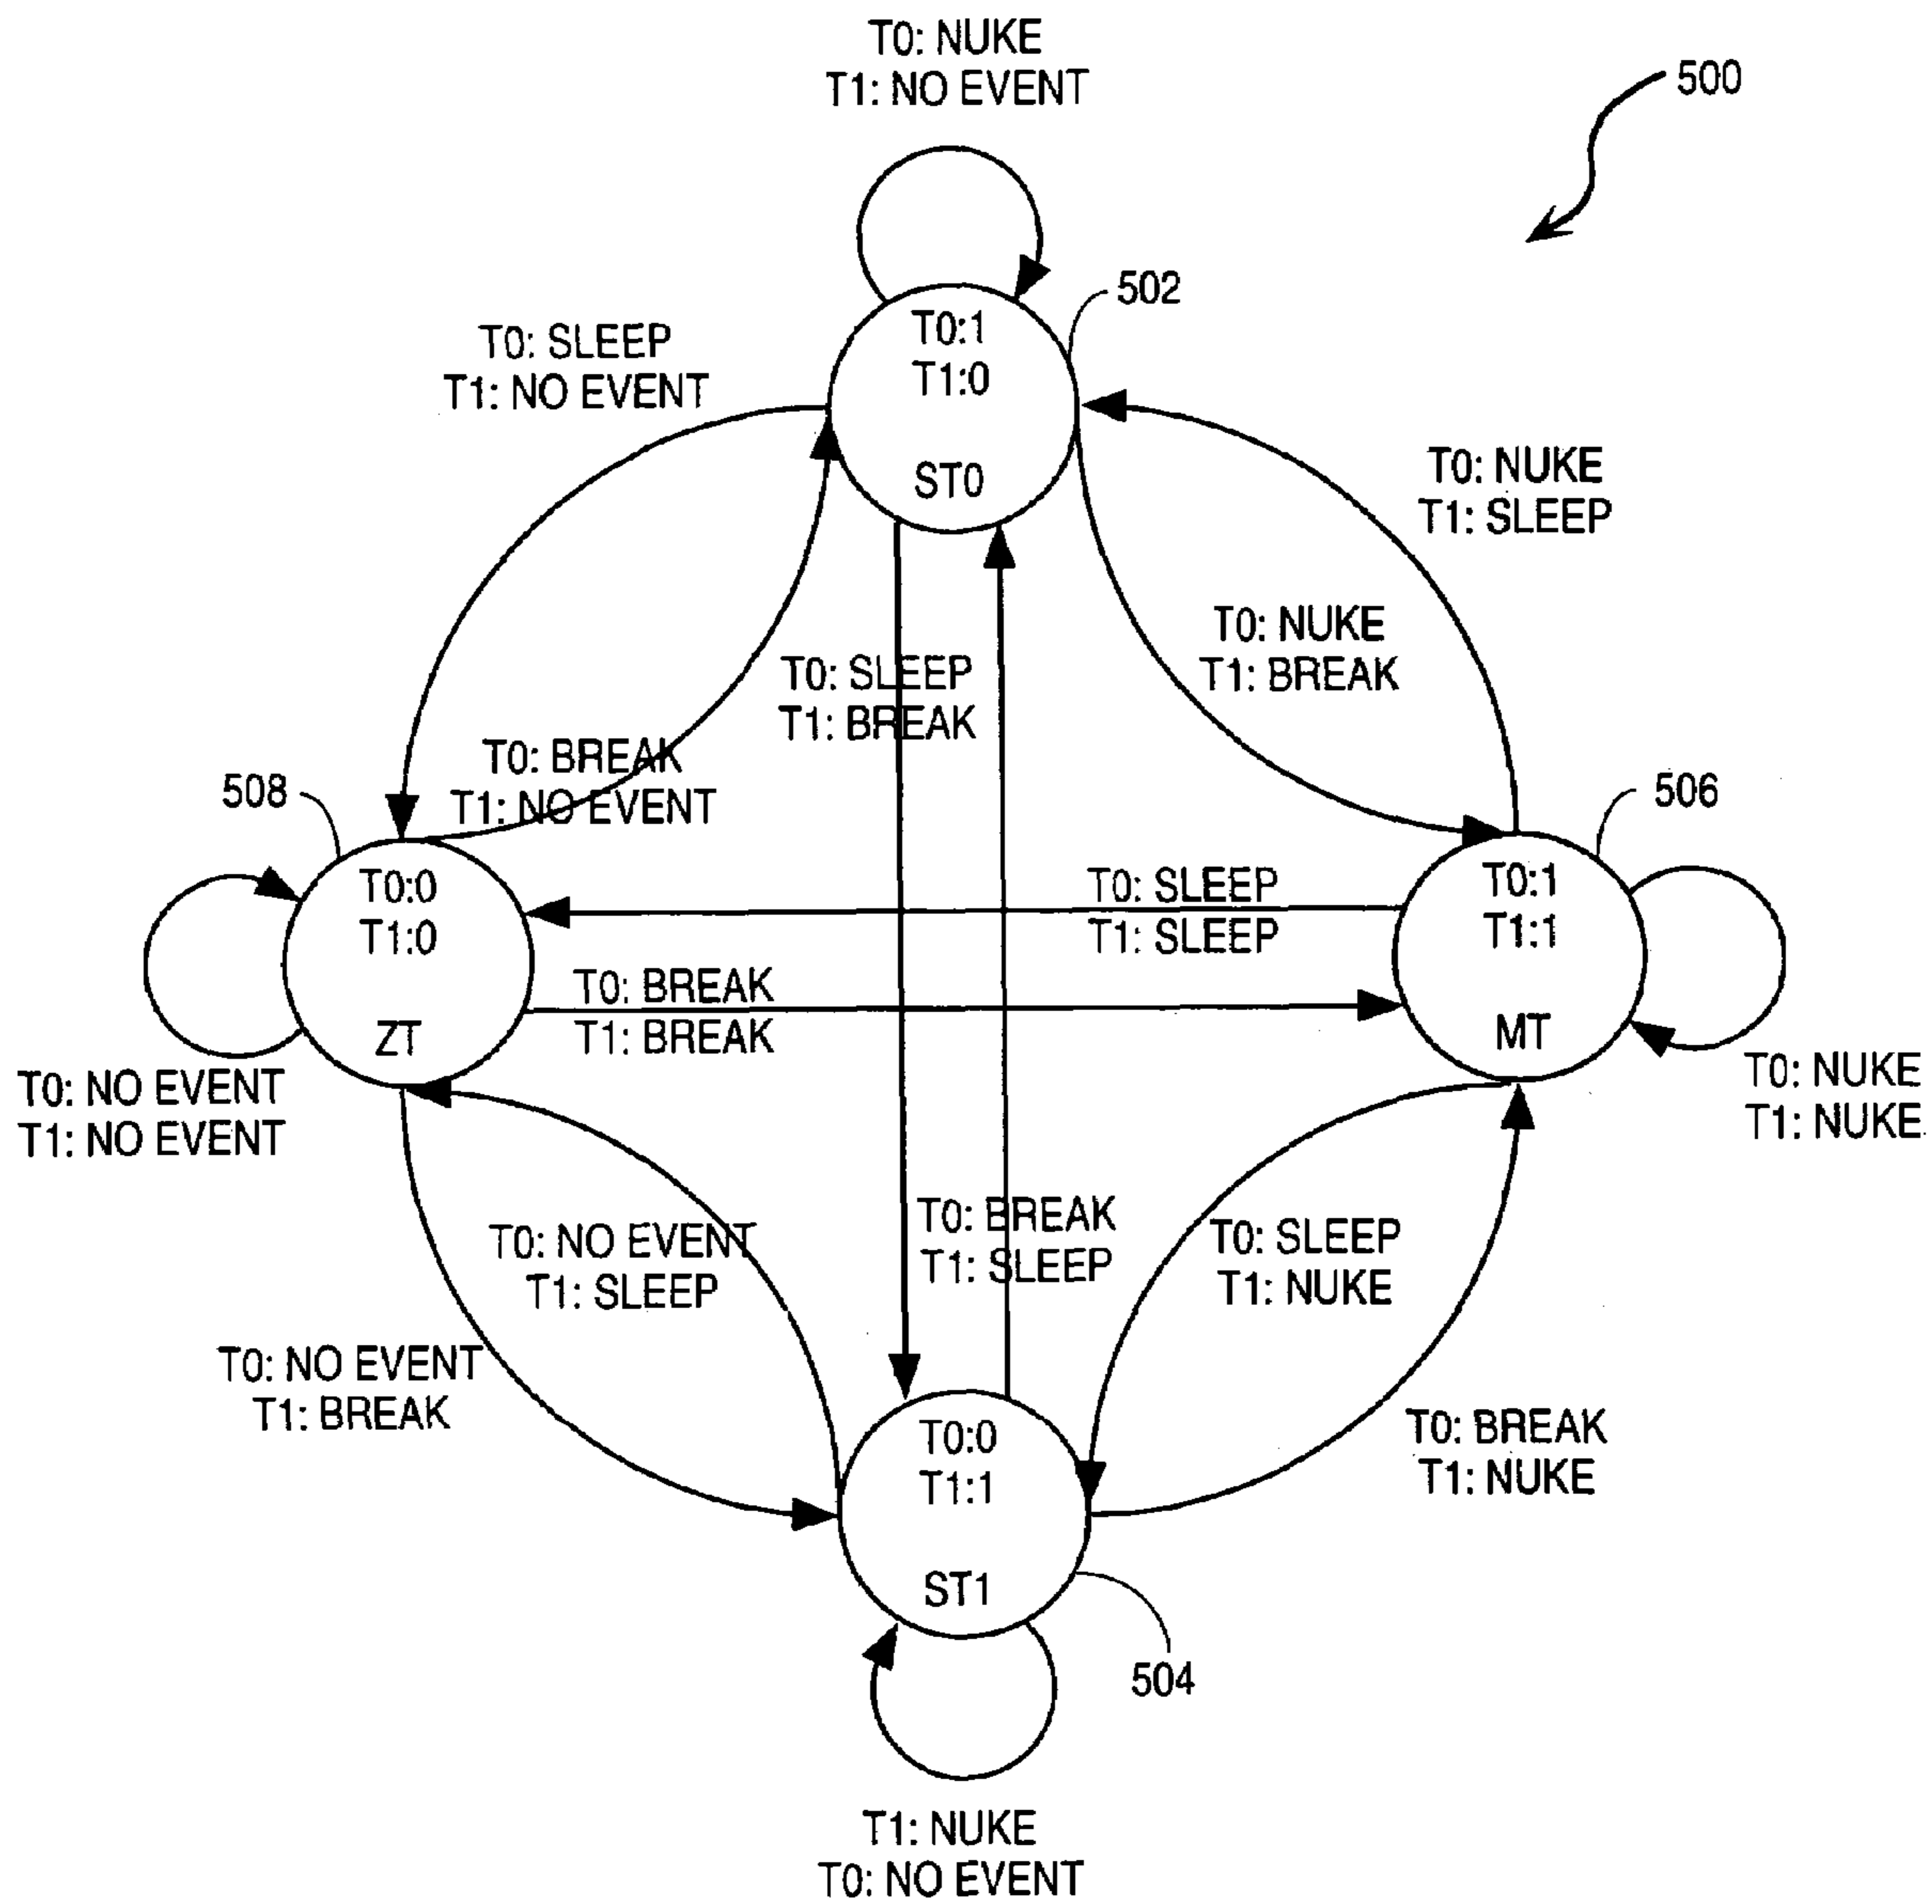 T0: NUKE
T1: NO EVENT
500
502
T0:1
T1:0
ST0
T0: SLEEP
T1: NO EVENT
T0: NUKE
T1: SLEEP
T0: NUKE
T1: BREAK
T0: SLEEP
T1: BREAK
T0: BREAK
T1: NO EVENT
508
506
T0:0
T1:0
ZT
T0: SLEEP
T1: SLEEP
T0:1
T1:1
MT
T0: BREAK
T1: BREAK
T0: NO EVENT
T1: NO EVENT
T0: NUKE
T1: NUKE
T0: NO EVENT
T1: SLEEP
T0: BREAK
T1: SLEEP
T0: SLEEP
T1: NUKE
T0: NO EVENT
T1: BREAK
T0: BREAK
T1: NUKE
T0:0
T1:1
ST1
504
T1: NUKE
T0: NO EVENT